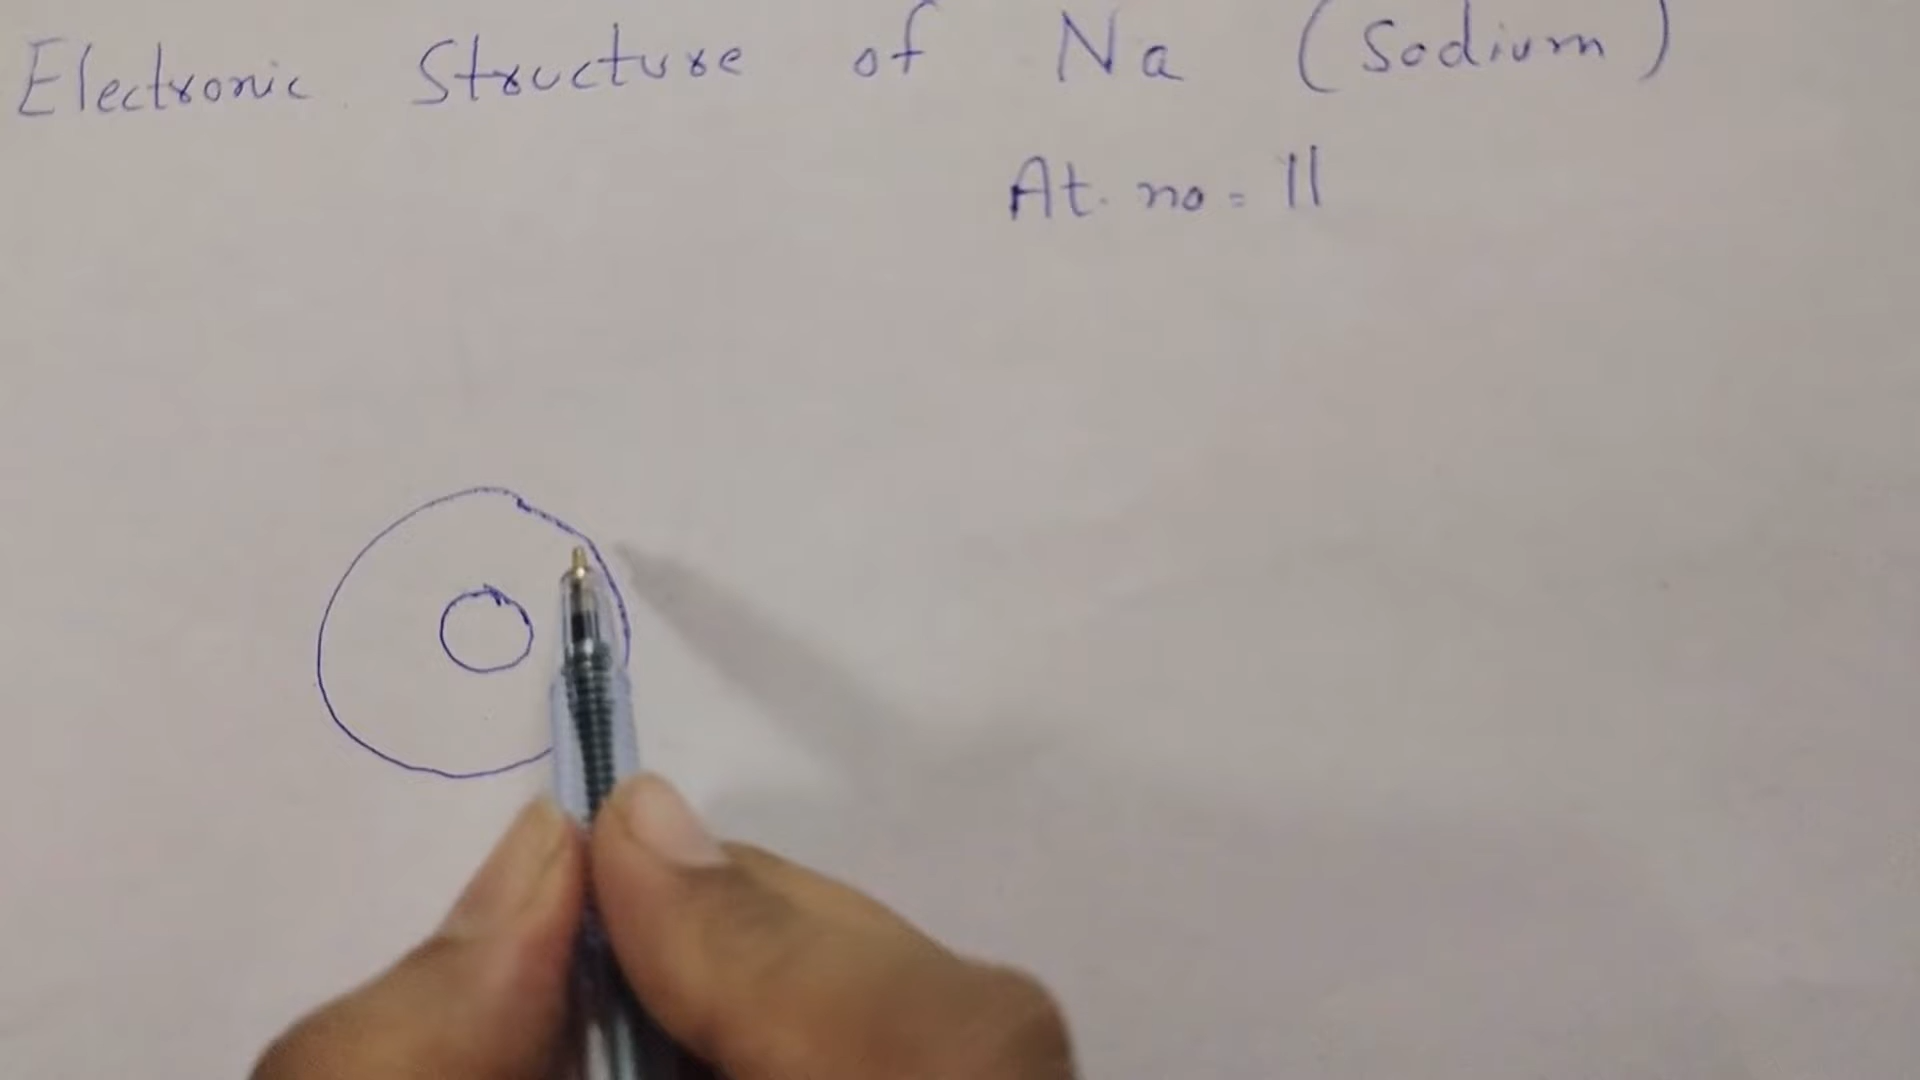 Electronic Structure of Na (Sodium)
At. no = 11